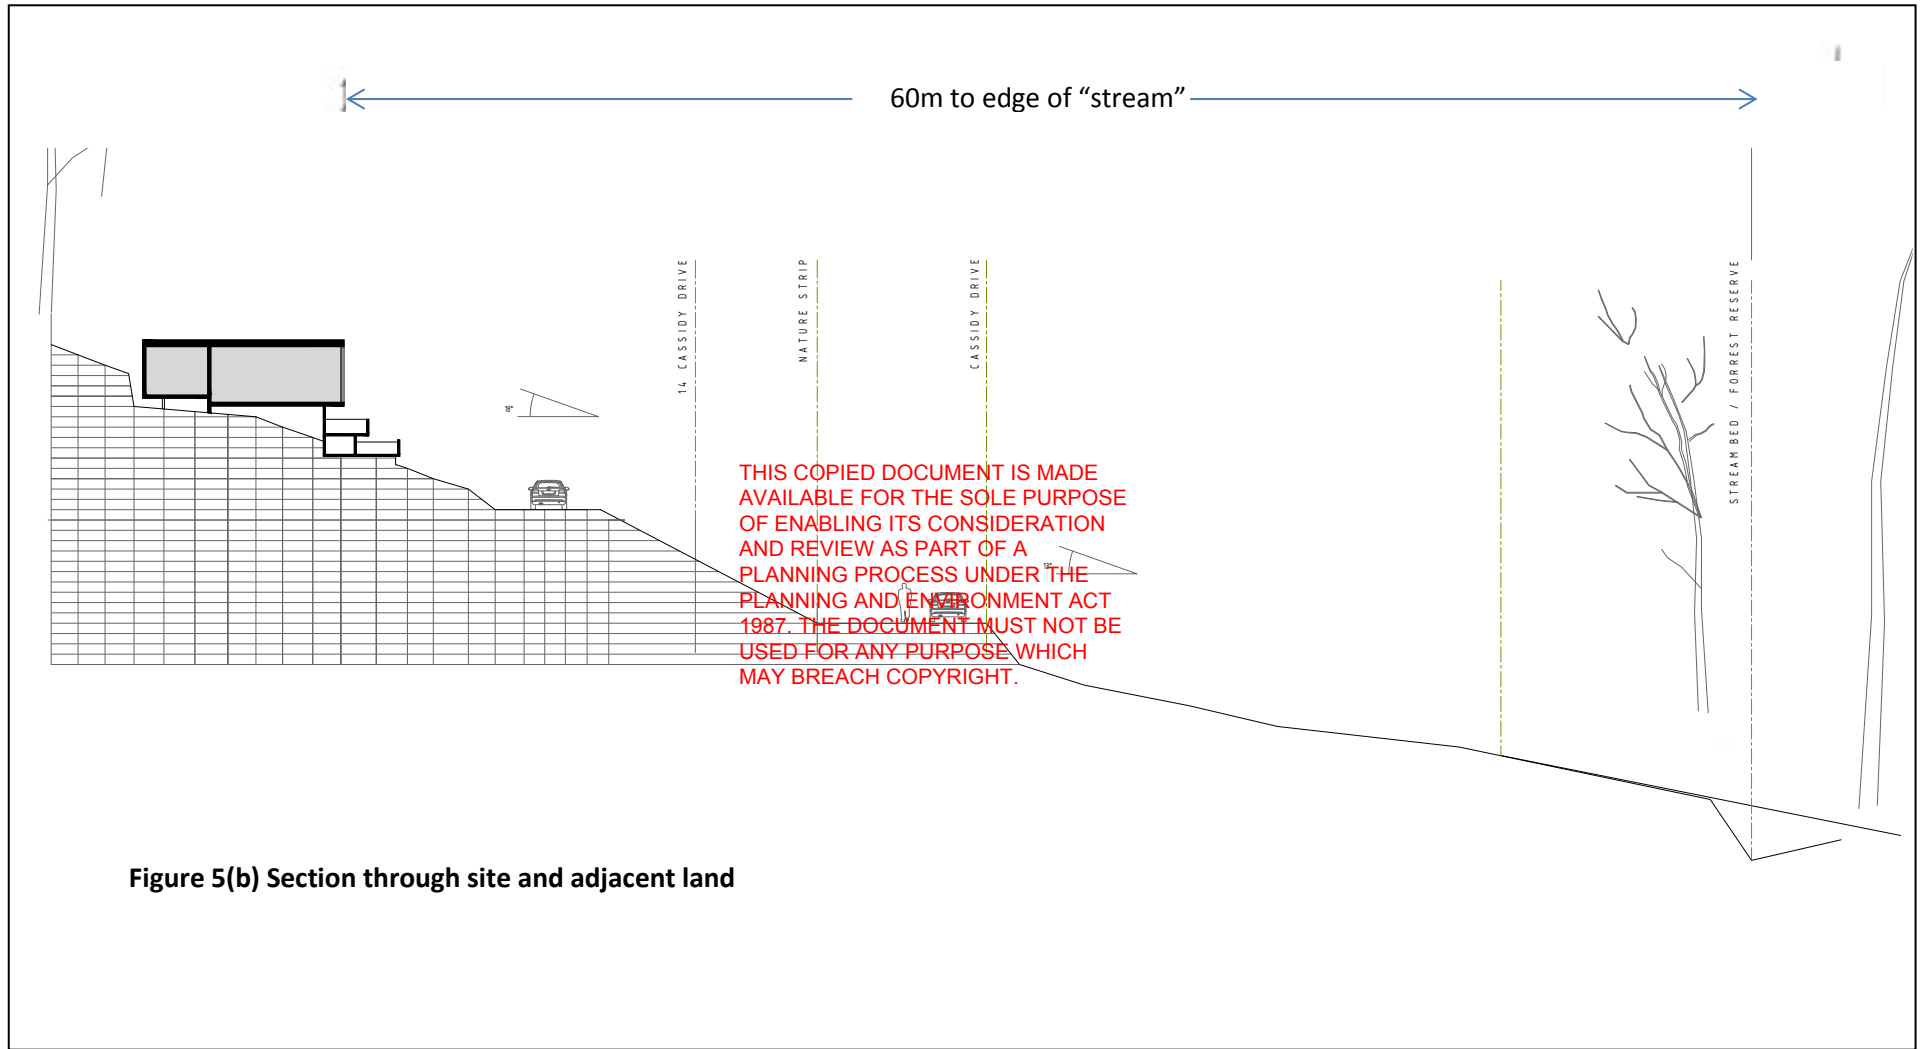 60m to edge of “stream”
14 CASSIDY DRIVE
NATURE STRIP
CASSIDY DRIVE
STREAM BED / FORREST RESERVE
18°
THIS COPIED DOCUMENT IS MADE
AVAILABLE FOR THE SOLE PURPOSE
OF ENABLING ITS CONSIDERATION
AND REVIEW AS PART OF A
PLANNING PROCESS UNDER THE
PLANNING AND ENVIRONMENT ACT
1987. THE DOCUMENT MUST NOT BE
USED FOR ANY PURPOSE WHICH
MAY BREACH COPYRIGHT.
13°
Figure 5(b) Section through site and adjacent land